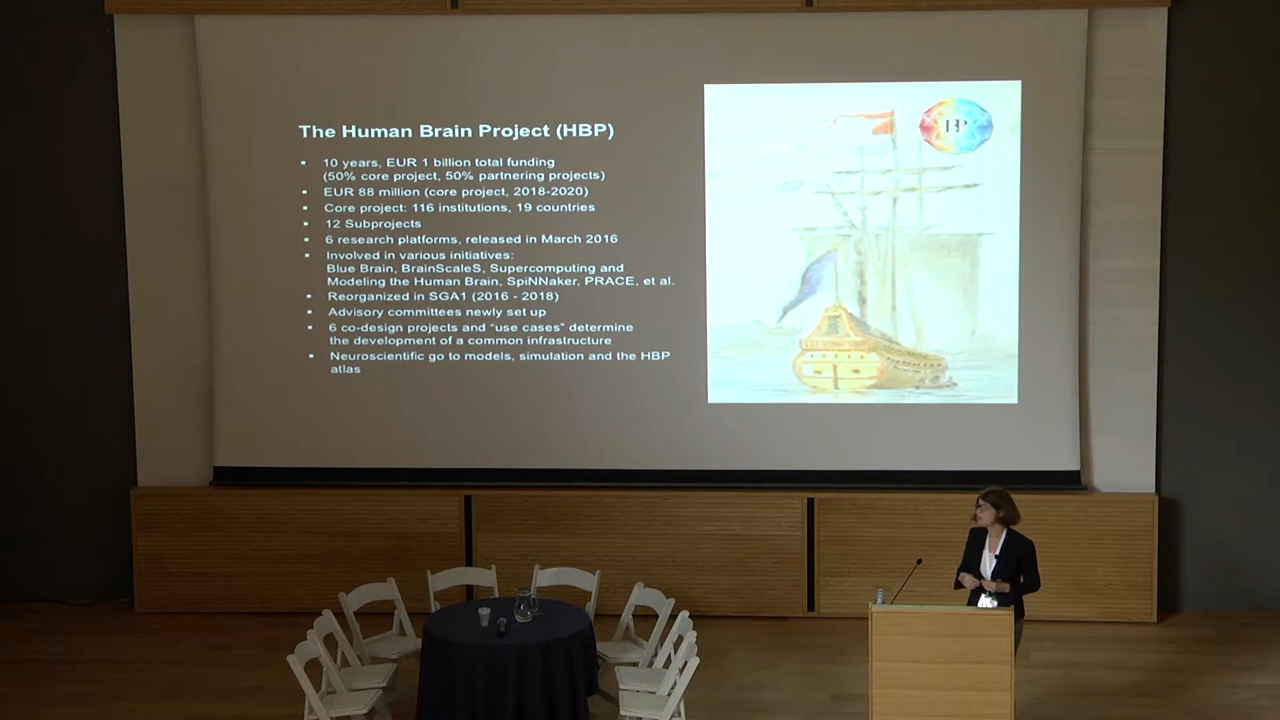 The Human Brain Project (HBP)
10 years, EUR 1 billion total funding
(50% core project, 50% partnering projects)
EUR 88 million (core project, 2018-2020)
Core project: 116 institutions, 19 countries
12 Subprojects
6 research platforms, released in March 2016
Involved in various initiatives:
Blue Brain, BrainScaleS, Supercomputing and
Modeling the Human Brain, SpiNNaker, PRACE, et al.
Reorganized in SGA1 (2016 - 2018)
Advisory committees newly set up
6 co-design projects and "use cases" determine
the development of a common infrastructure
Neuroscientific go to models, simulation and the HBP
atlas
HBP